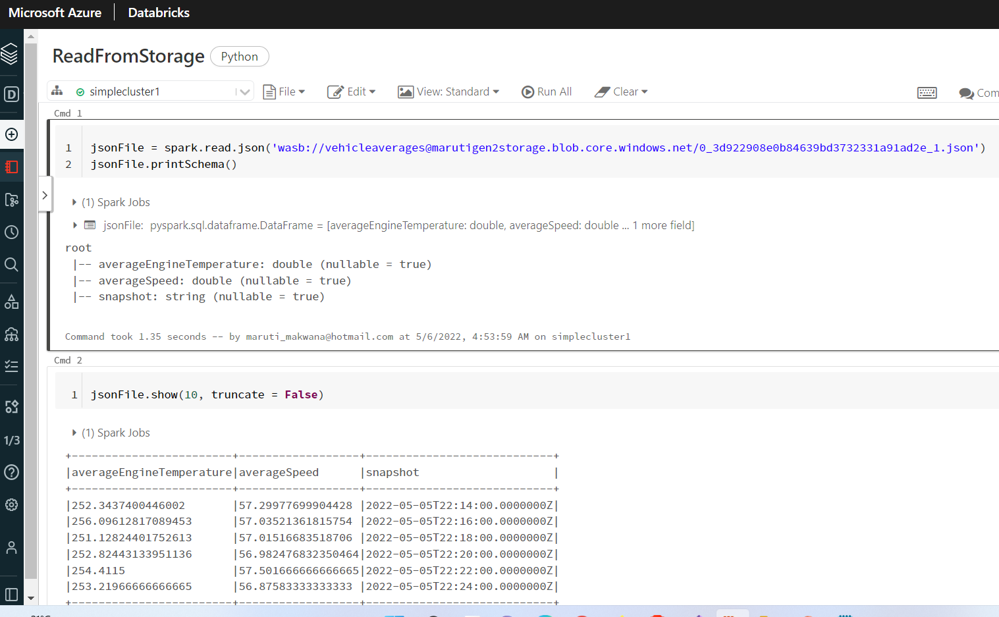 Microsoft Azure | Databricks
ReadFromStorage Python
simplecluster1 File Edit View: Standard Run All Clear Com
Cmd 1
1 jsonFile = spark.read.json('wasb://vehicleaverages@marutigen2storage.blob.core.windows.net/0_3d922908e0b84639bd3732331a91ad2e_1.json')
2 jsonFile.printSchema()
(1) Spark Jobs
jsonFile: pyspark.sql.dataframe.DataFrame = [averageEngineTemperature: double, averageSpeed: double ... 1 more field]
root
|-- averageEngineTemperature: double (nullable = true)
|-- averageSpeed: double (nullable = true)
|-- snapshot: string (nullable = true)
Command took 1.35 seconds -- by maruti_makwana@hotmail.com at 5/6/2022, 4:53:59 AM on simplecluster1
Cmd 2
1 jsonFile.show(10, truncate = False)
(1) Spark Jobs
+------------------------+------------------+----------------------------+
|averageEngineTemperature|averageSpeed      |snapshot                    |
+------------------------+------------------+----------------------------+
|252.3437400446002       |57.29977699904428 |2022-05-05T22:14:00.0000000Z|
|256.09612817089453      |57.03521361815754 |2022-05-05T22:16:00.0000000Z|
|251.12824401752613      |57.01516683518706 |2022-05-05T22:18:00.0000000Z|
|252.82443133951136      |56.982476832350464|2022-05-05T22:20:00.0000000Z|
|254.4115                |57.501666666666665|2022-05-05T22:22:00.0000000Z|
|253.21966666666665      |56.87583333333333 |2022-05-05T22:24:00.0000000Z|
+------------------------+------------------+----------------------------+
D
1/3